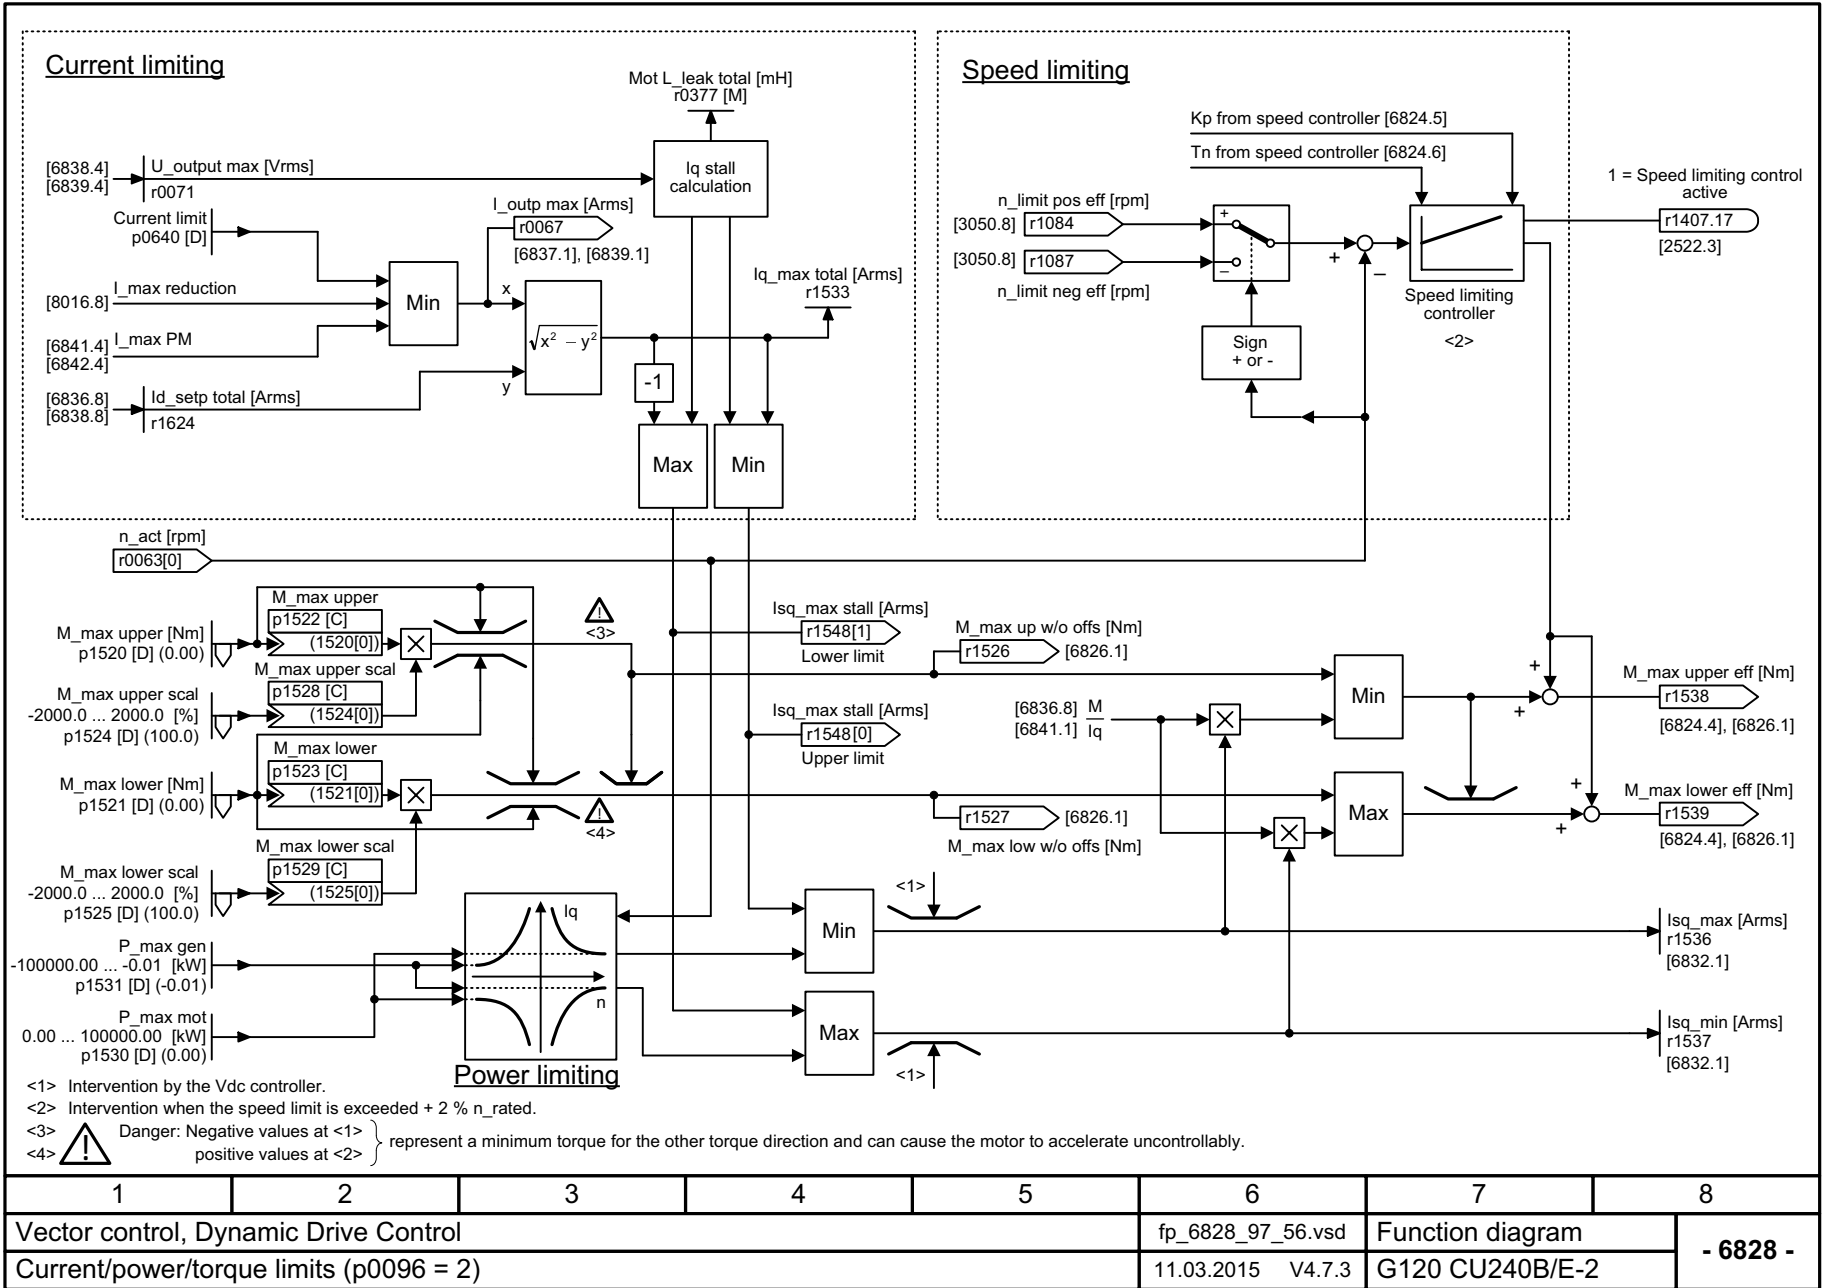 Current limiting
Mot L_leak total [mH]
r0377 [M]
[6838.4]
[6839.4]
U_output max [Vrms]
r0071
Iq stall
calculation
Current limit
p0640 [D]
I_outp max [Arms]
r0067
[6837.1], [6839.1]
[8016.8]
I_max reduction
Min
x
Iq_max total [Arms]
r1533
[6841.4]
[6842.4]
I_max PM
√x² – y²
y
[6836.8]
[6838.8]
Id_setp total [Arms]
r1624
-1
Max
Min
Speed limiting
Kp from speed controller [6824.5]
Tn from speed controller [6824.6]
n_limit pos eff [rpm]
[3050.8]
r1084
+
[3050.8]
r1087
–
n_limit neg eff [rpm]
+
–
Sign
+ or -
Speed limiting
controller
<2>
1 = Speed limiting control
active
r1407.17
[2522.3]
n_act [rpm]
r0063[0]
M_max upper [Nm]
p1520 [D] (0.00)
M_max upper
p1522 [C]
(1520[0])
×
<3>
M_max upper scal
-2000.0 ... 2000.0 [%]
p1524 [D] (100.0)
M_max upper scal
p1528 [C]
(1524[0])
M_max lower [Nm]
p1521 [D] (0.00)
M_max lower
p1523 [C]
(1521[0])
×
<4>
M_max lower scal
-2000.0 ... 2000.0 [%]
p1525 [D] (100.0)
M_max lower scal
p1529 [C]
(1525[0])
P_max gen
-100000.00 ... -0.01 [kW]
p1531 [D] (-0.01)
P_max mot
0.00 ... 100000.00 [kW]
p1530 [D] (0.00)
Iq
n
Power limiting
Isq_max stall [Arms]
r1548[1]
Lower limit
Isq_max stall [Arms]
r1548[0]
Upper limit
M_max up w/o offs [Nm]
r1526
[6826.1]
[6836.8]
[6841.1]
M
Iq
×
×
r1527
[6826.1]
M_max low w/o offs [Nm]
Min
Max
+
+
+
+
M_max upper eff [Nm]
r1538
[6824.4], [6826.1]
M_max lower eff [Nm]
r1539
[6824.4], [6826.1]
Min
<1>
Max
<1>
Isq_max [Arms]
r1536
[6832.1]
Isq_min [Arms]
r1537
[6832.1]
<1> Intervention by the Vdc controller.
<2> Intervention when the speed limit is exceeded + 2 % n_rated.
<3> Danger: Negative values at <1>
<4> positive values at <2>
represent a minimum torque for the other torque direction and can cause the motor to accelerate uncontrollably.
1 2 3 4 5 6 7 8
Vector control, Dynamic Drive Control
fp_6828_97_56.vsd
Function diagram
- 6828 -
Current/power/torque limits (p0096 = 2)
11.03.2015 V4.7.3
G120 CU240B/E-2